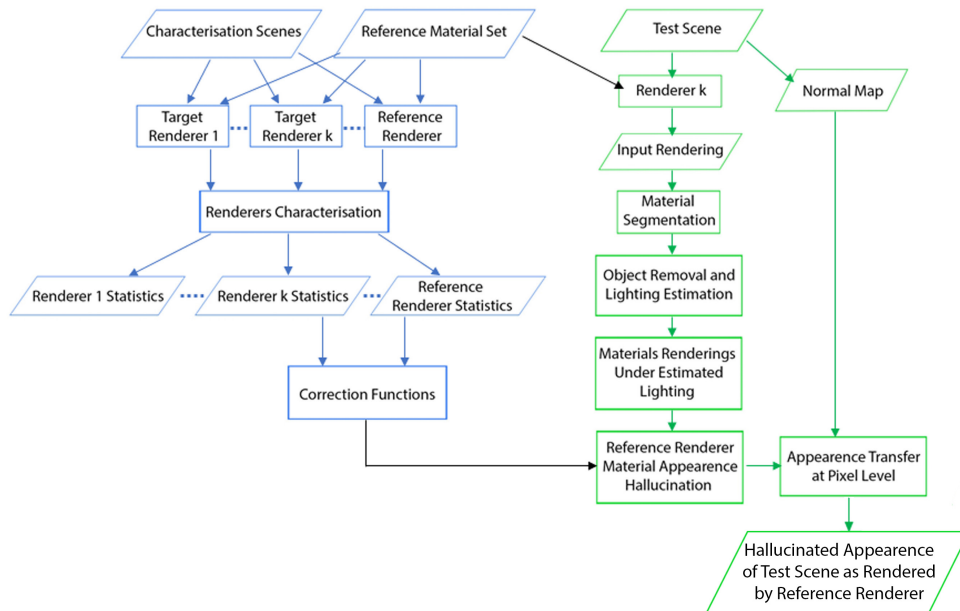 Characterisation Scenes
Reference Material Set
Test Scene
Target
Renderer 1
Target
Renderer k
Reference
Renderer
Renderer k
Normal Map
Input Rendering
Renderers Characterisation
Material
Segmentation
Renderer 1 Statistics
Renderer k Statistics
Reference
Renderer Statistics
Object Removal and
Lighting Estimation
Correction Functions
Materials Renderings
Under Estimated
Lighting
Reference Renderer
Material Appearence
Hallucination
Appearence Transfer
at Pixel Level
Hallucinated Appearence
of Test Scene as Rendered
by Reference Renderer